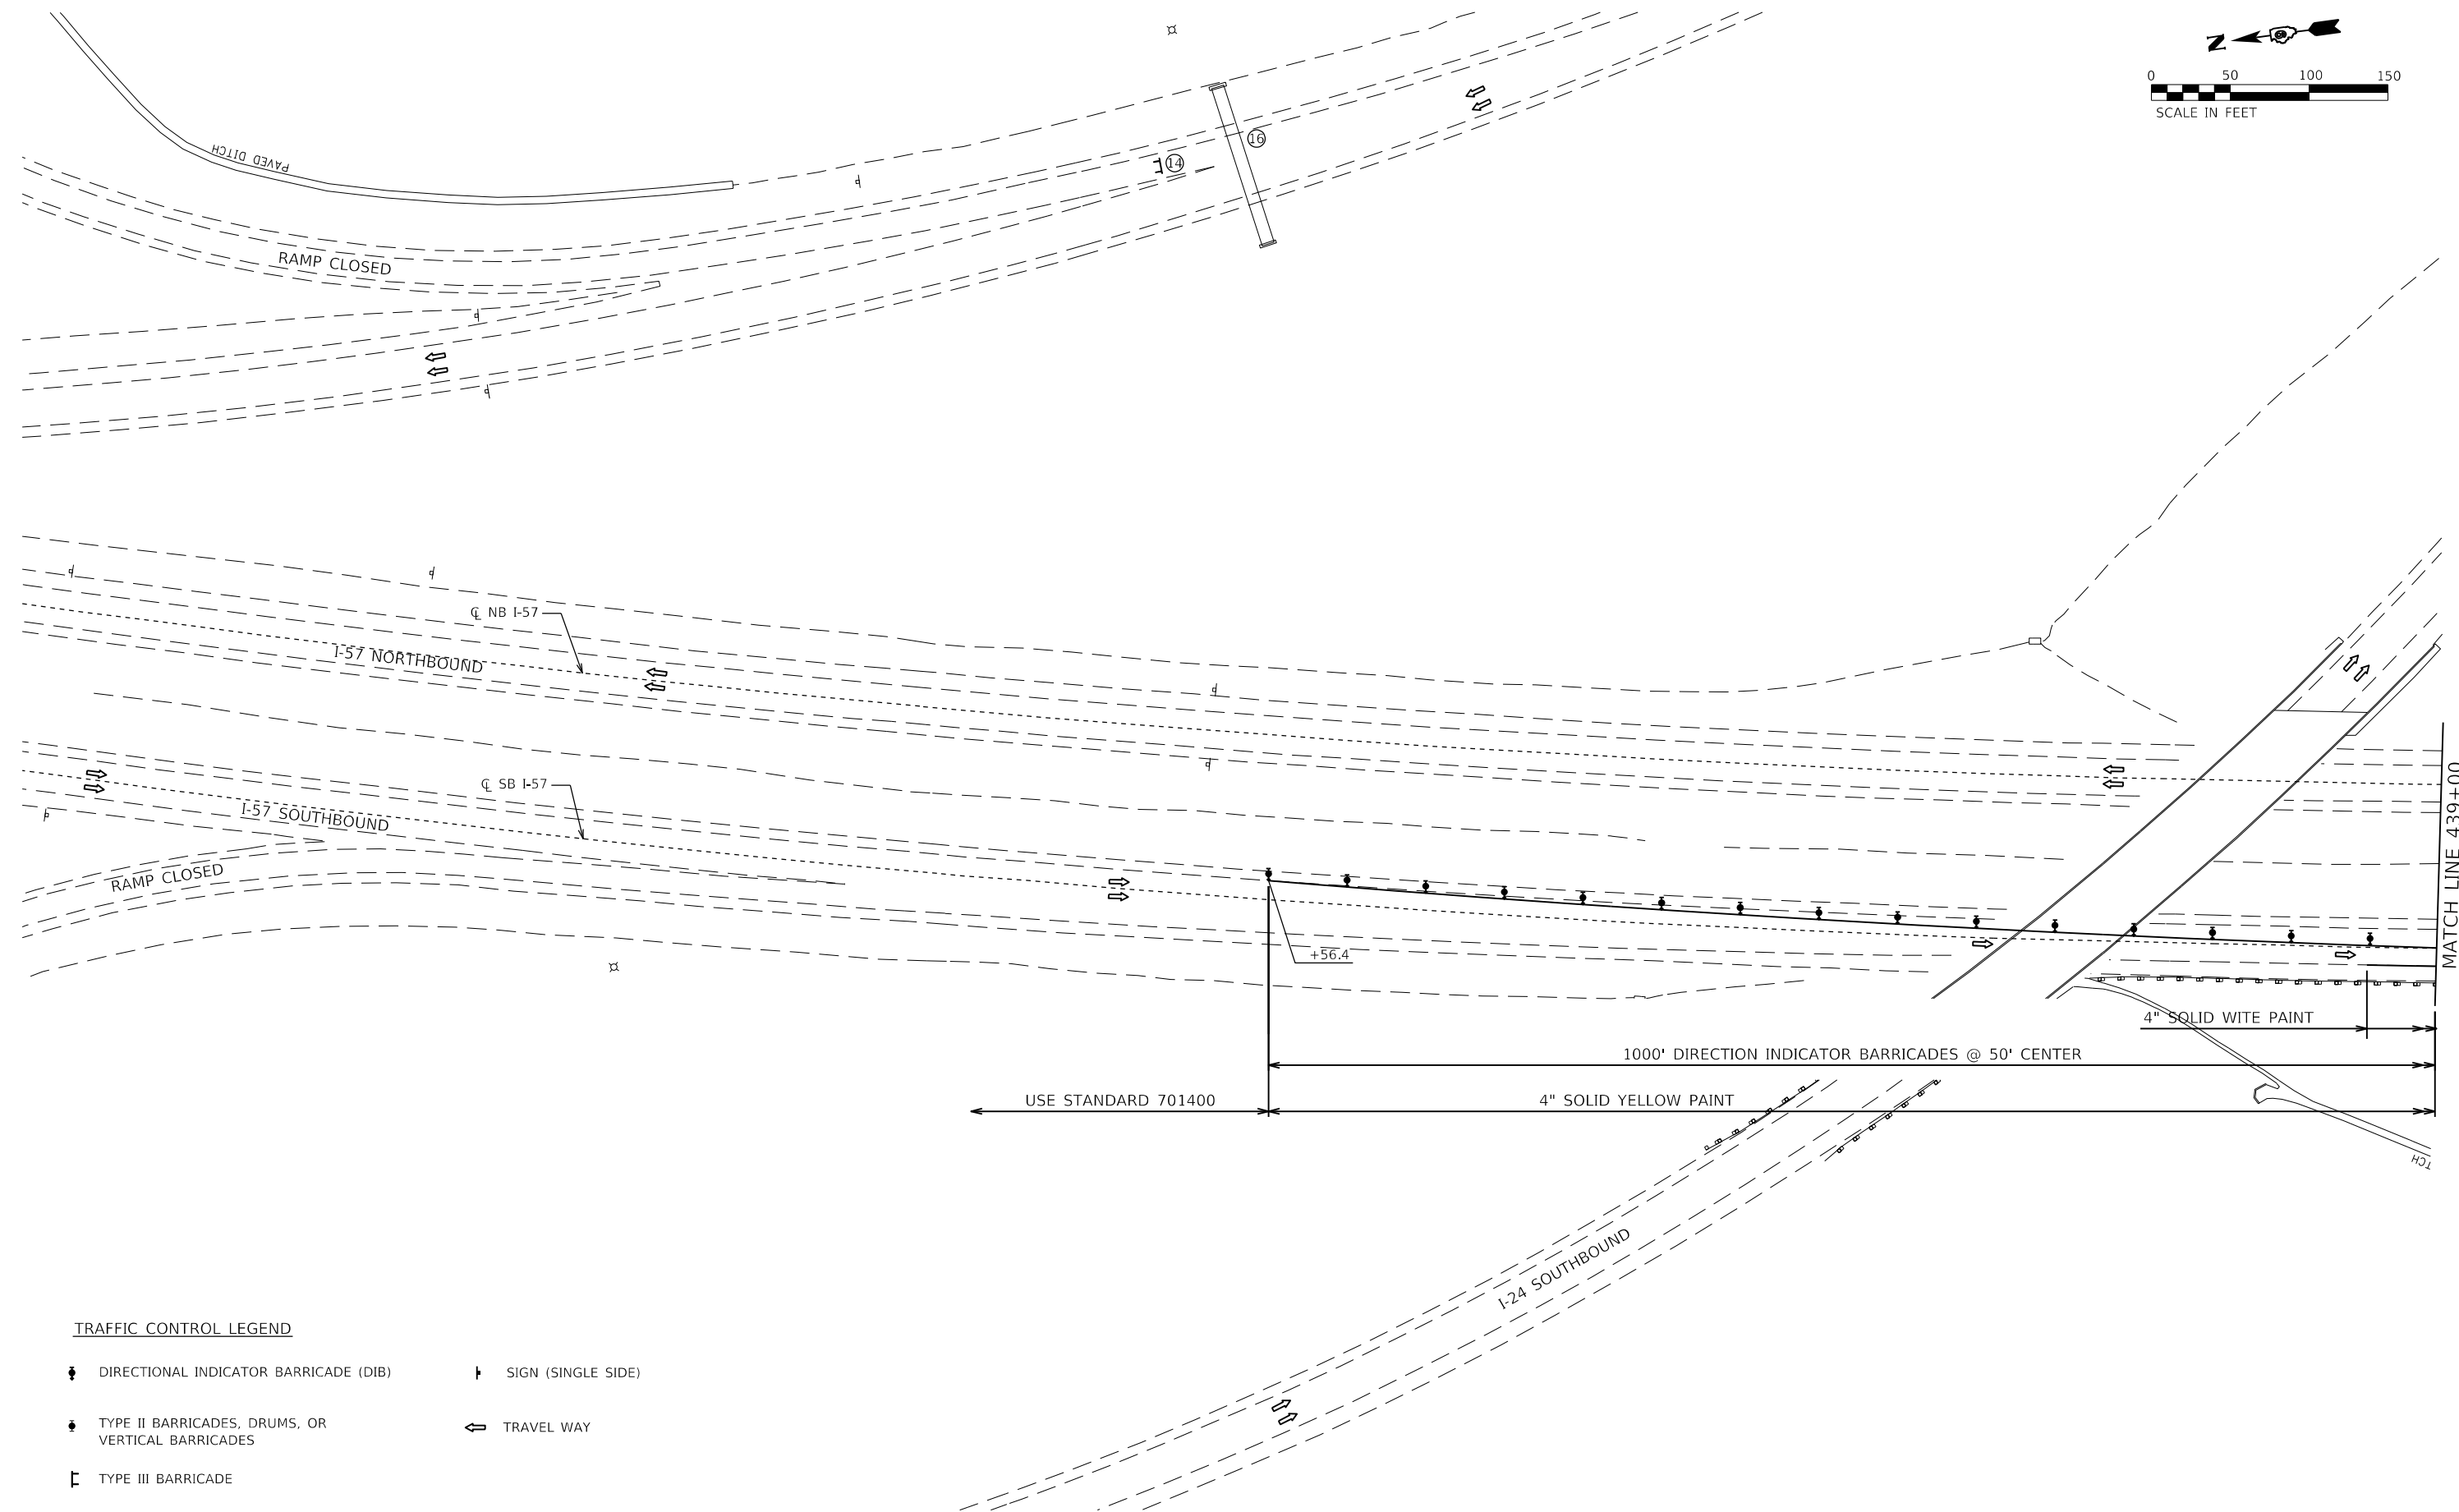 N
0 50 100 150
SCALE IN FEET
PAVED DITCH
16
14
RAMP CLOSED
℄ NB I-57
I-57 NORTHBOUND
℄ SB I-57
I-57 SOUTHBOUND
RAMP CLOSED
MATCH LINE 439+00
+56.4
4" SOLID WITE PAINT
1000' DIRECTION INDICATOR BARRICADES @ 50' CENTER
USE STANDARD 701400
4" SOLID YELLOW PAINT
TCH
I-24 SOUTHBOUND
TRAFFIC CONTROL LEGEND
DIRECTIONAL INDICATOR BARRICADE (DIB)
SIGN (SINGLE SIDE)
TYPE II BARRICADES, DRUMS, OR
VERTICAL BARRICADES
TRAVEL WAY
TYPE III BARRICADE